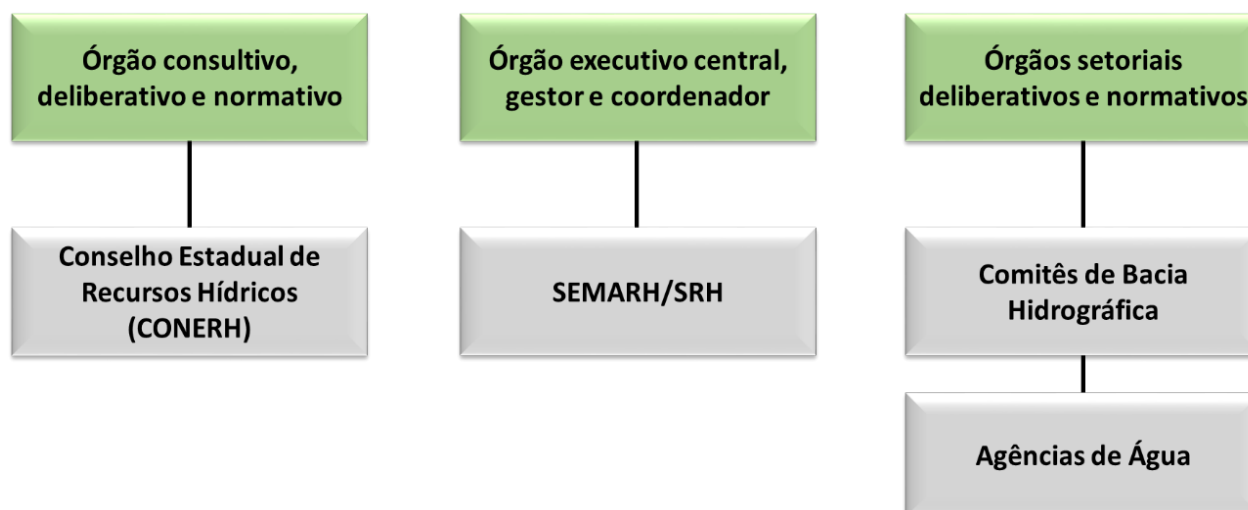 Órgão consultivo,
deliberativo e normativo
Conselho Estadual de
Recursos Hídricos
(CONERH)
Órgão executivo central,
gestor e coordenador
SEMARH/SRH
Órgãos setoriais
deliberativos e normativos
Comitês de Bacia
Hidrográfica
Agências de Água